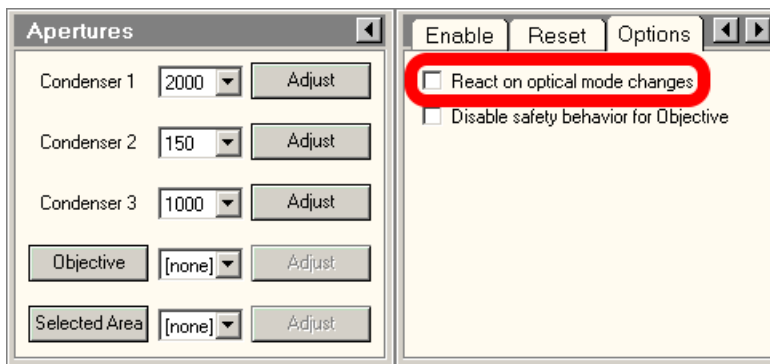 Apertures
Condenser 1 2000 Adjust
Condenser 2 150 Adjust
Condenser 3 1000 Adjust
Objective [none] Adjust
Selected Area [none] Adjust
Enable Reset Options
React on optical mode changes
Disable safety behavior for Objective